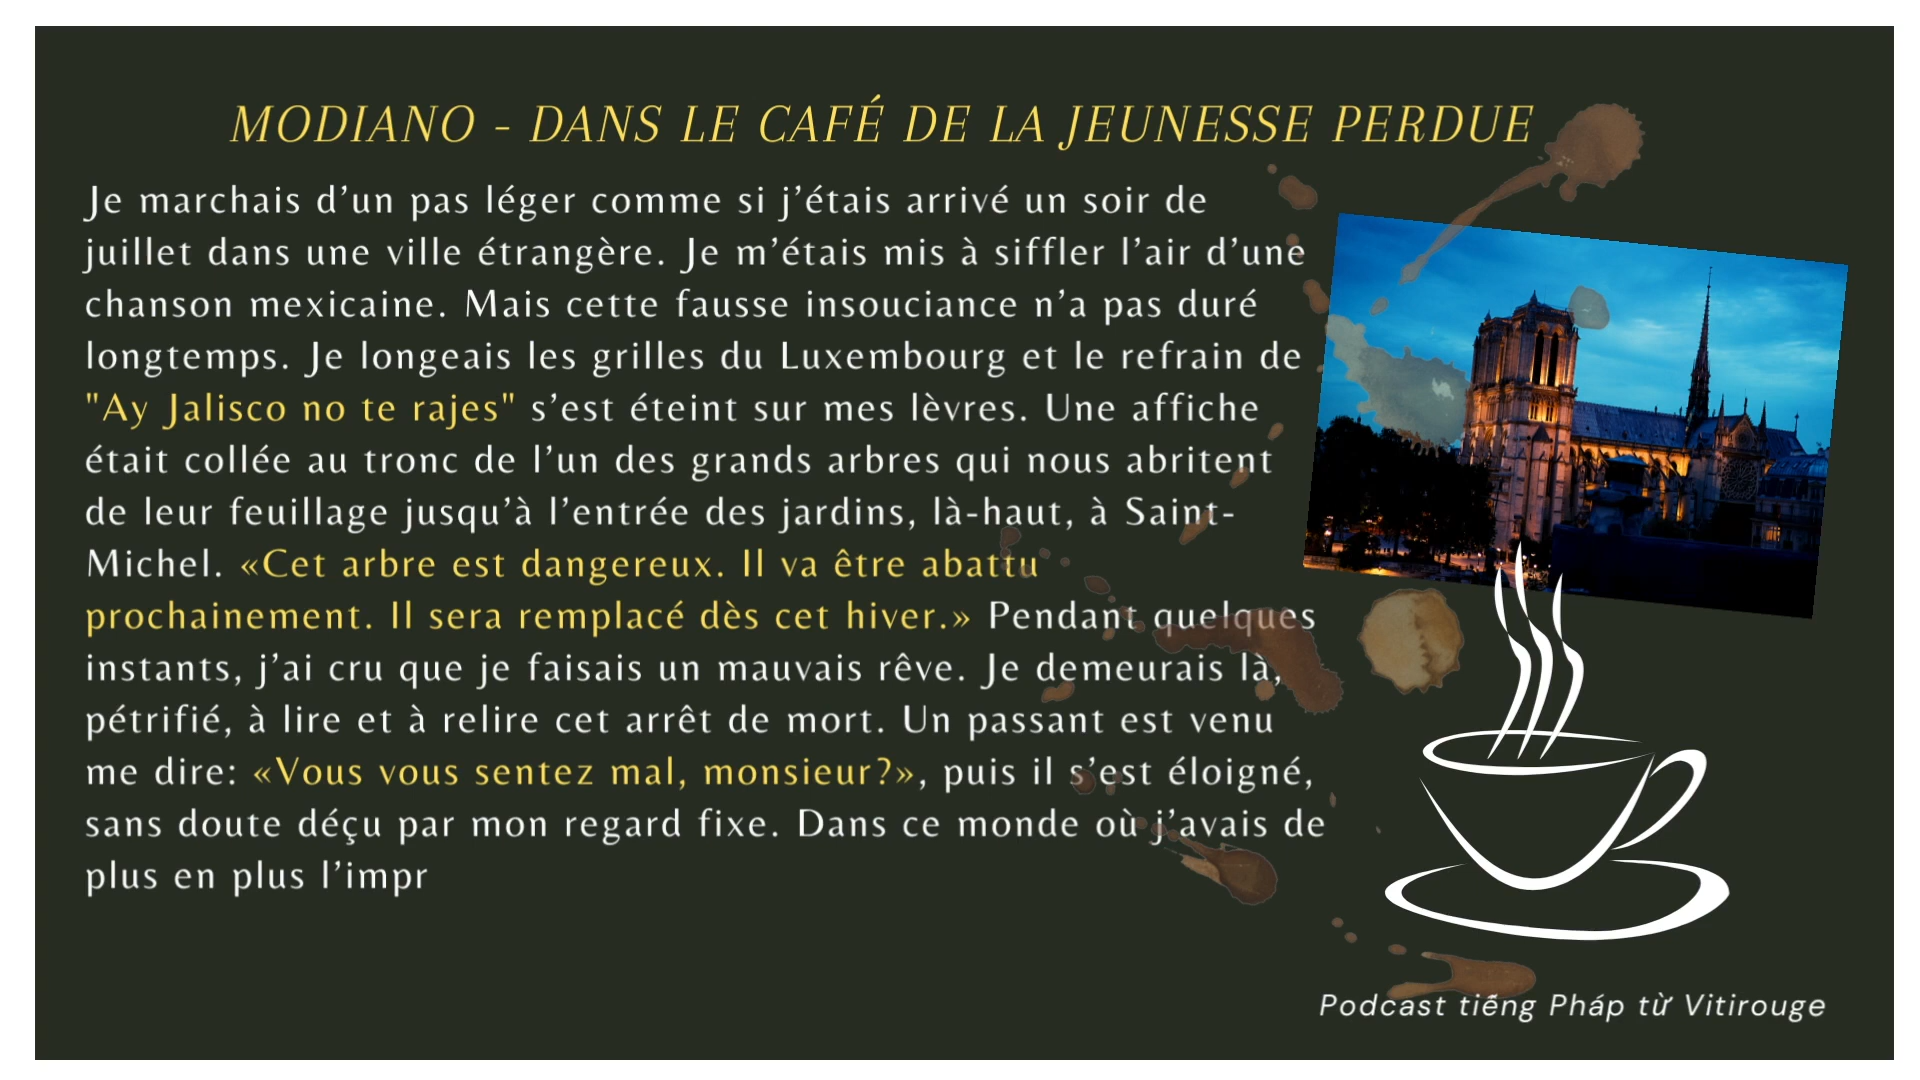 MODIANO - DANS LE CAFÉ DE LA JEUNESSE PERDUE
Je marchais d’un pas léger comme si j’étais arrivé un soir de
juillet dans une ville étrangère. Je m’étais mis à siffler l’air d’une
chanson mexicaine. Mais cette fausse insouciance n’a pas duré
longtemps. Je longeais les grilles du Luxembourg et le refrain de
"Ay Jalisco no te rajes" s’est éteint sur mes lèvres. Une affiche
était collée au tronc de l’un des grands arbres qui nous abritent
de leur feuillage jusqu’à l’entrée des jardins, là-haut, à Saint-
Michel. «Cet arbre est dangereux. Il va être abattu
prochainement. Il sera remplacé dès cet hiver.» Pendant quelques
instants, j’ai cru que je faisais un mauvais rêve. Je demeurais là,
pétrifié, à lire et à relire cet arrêt de mort. Un passant est venu
me dire: «Vous vous sentez mal, monsieur?», puis il s’est éloigné,
sans doute déçu par mon regard fixe. Dans ce monde où j’avais de
plus en plus l’impr
Podcast tiếng Pháp từ Vitirouge